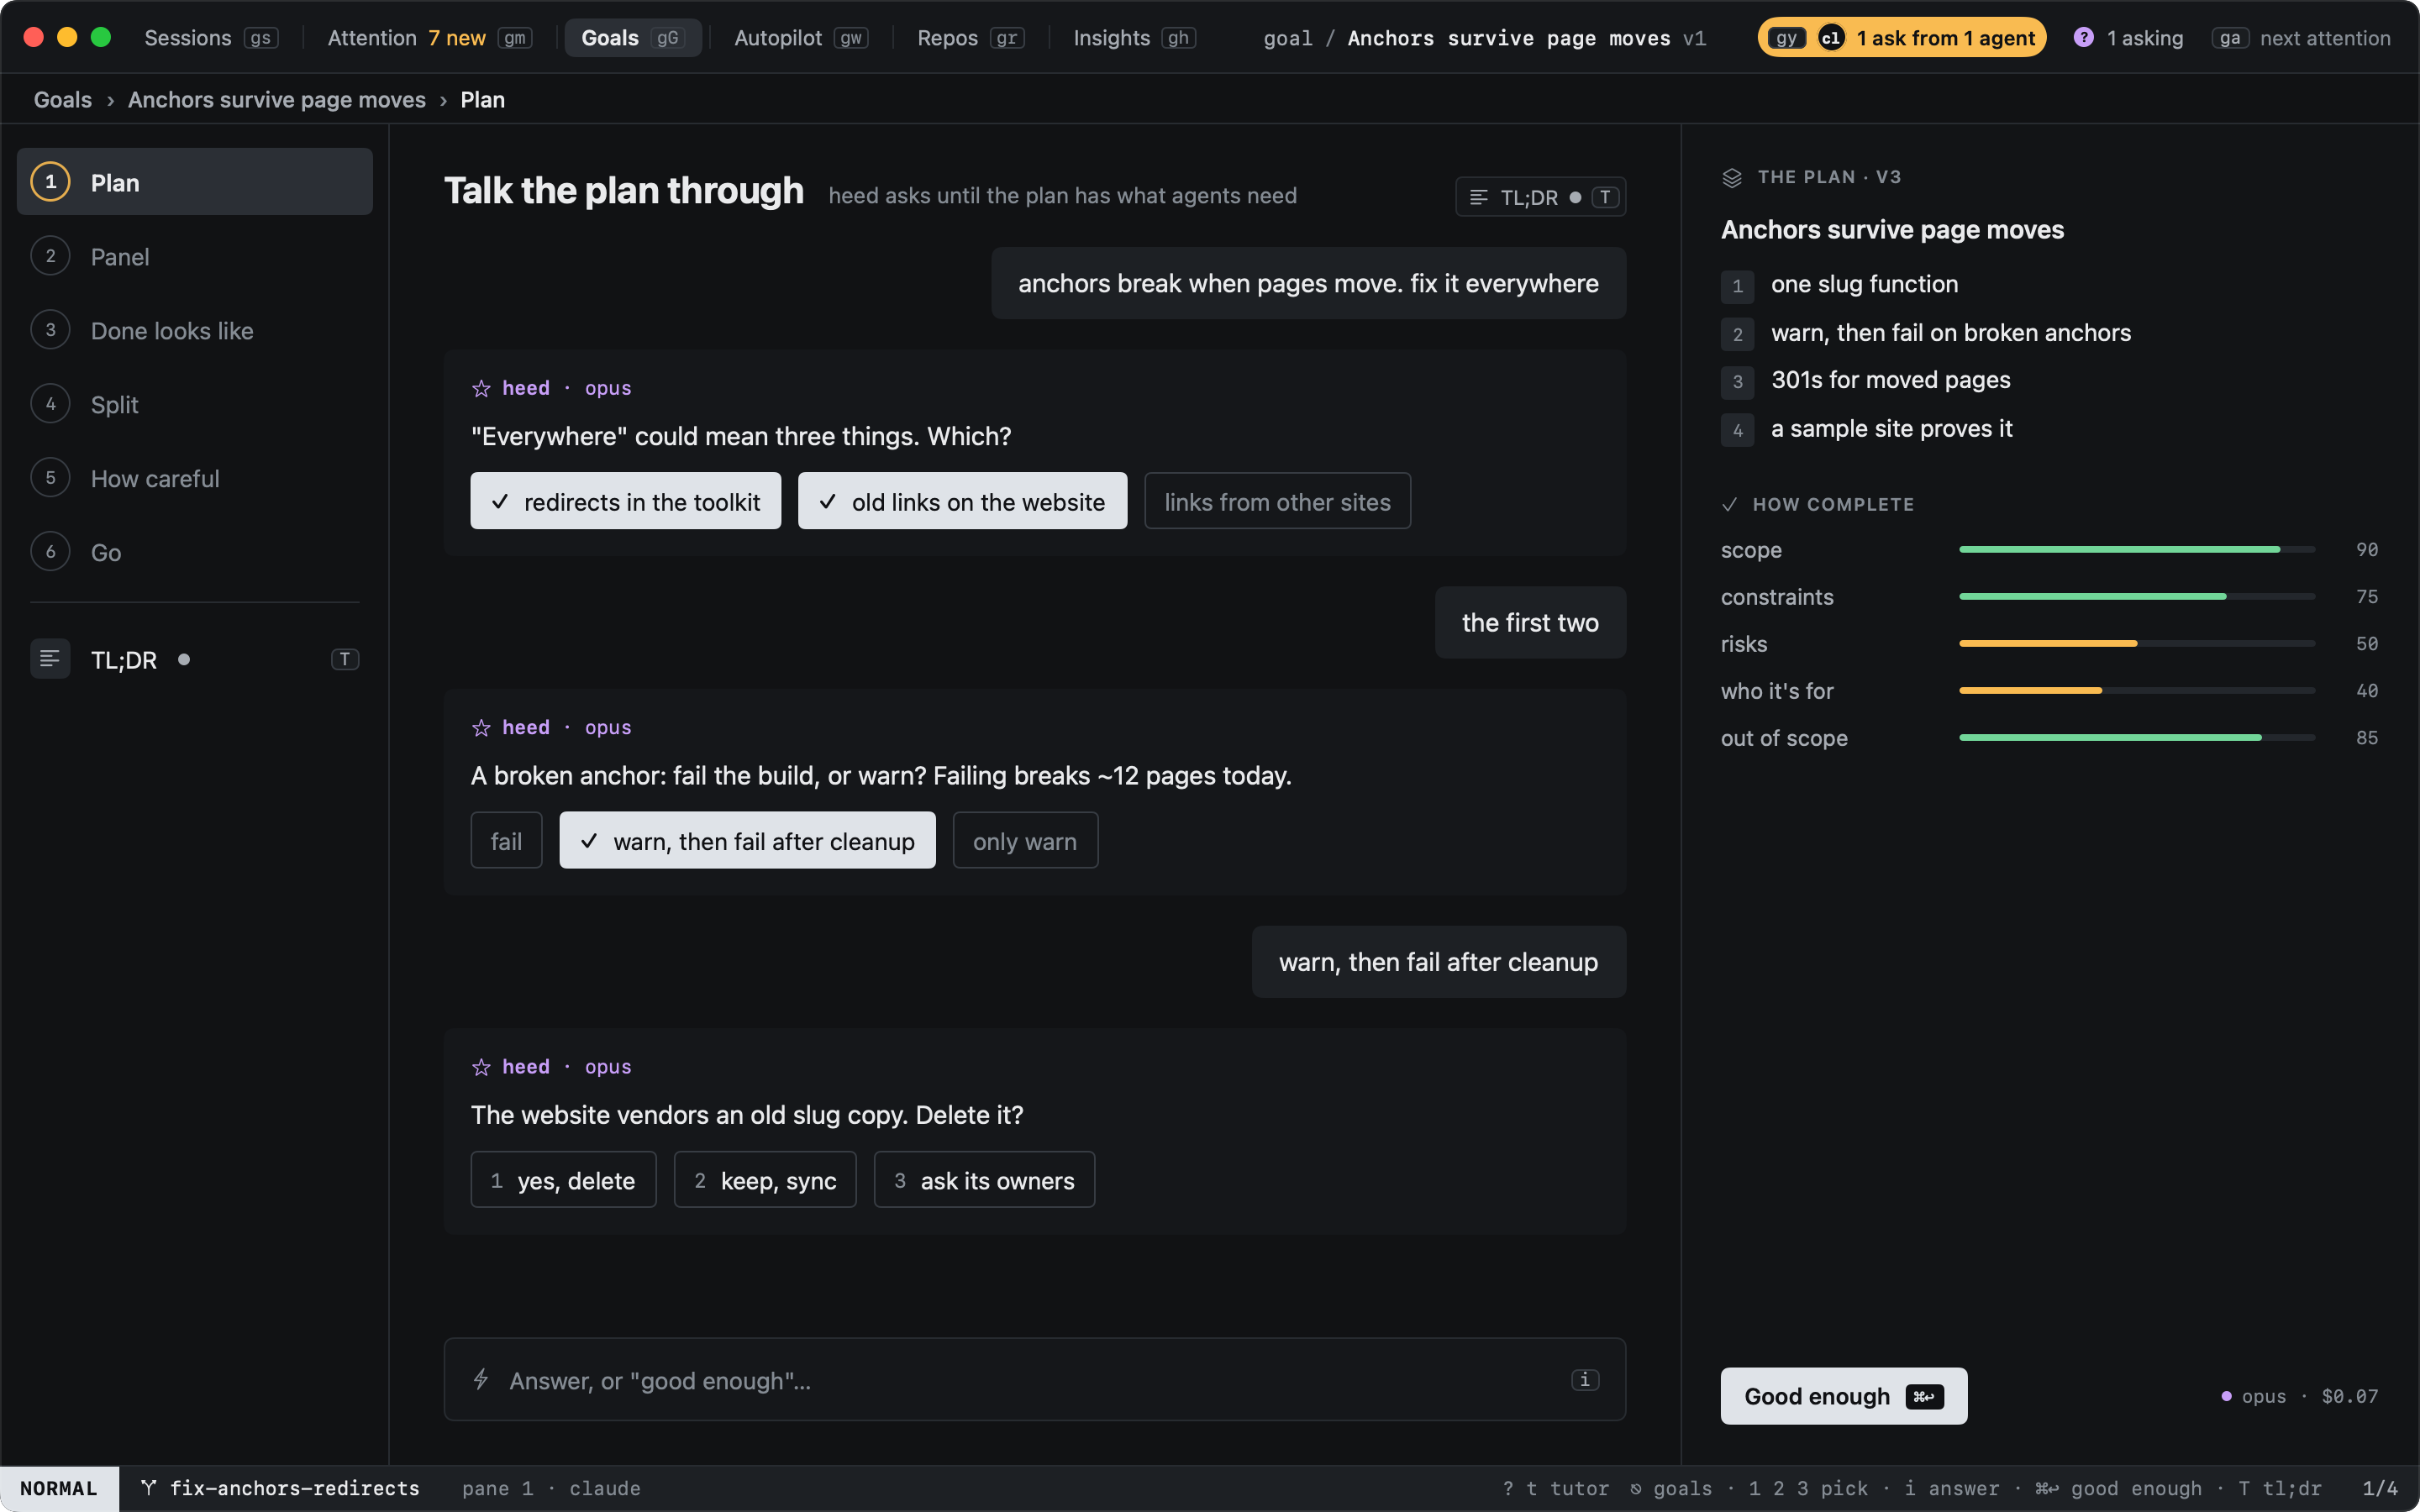 Sessions gs Attention 7 new gm Goals gG Autopilot gw Repos gr Insights gh goal / Anchors survive page moves v1 gy cl 1 ask from 1 agent ? 1 asking ga next attention
Goals › Anchors survive page moves › Plan
1 Plan
2 Panel
3 Done looks like
4 Split
5 How careful
6 Go
TL;DR T
Talk the plan through heed asks until the plan has what agents need TL;DR T
anchors break when pages move. fix it everywhere
heed · opus
"Everywhere" could mean three things. Which?
✓ redirects in the toolkit ✓ old links on the website links from other sites
the first two
heed · opus
A broken anchor: fail the build, or warn? Failing breaks ~12 pages today.
fail ✓ warn, then fail after cleanup only warn
warn, then fail after cleanup
heed · opus
The website vendors an old slug copy. Delete it?
1 yes, delete 2 keep, sync 3 ask its owners
Answer, or "good enough"... i
THE PLAN · V3
Anchors survive page moves
1 one slug function
2 warn, then fail on broken anchors
3 301s for moved pages
4 a sample site proves it
✓ HOW COMPLETE
scope 90
constraints 75
risks 50
who it's for 40
out of scope 85
Good enough ⌘↩ opus · $0.07
NORMAL fix-anchors-redirects pane 1 · claude ? t tutor ⎋ goals · 1 2 3 pick · i answer · ⌘↩ good enough · T tl;dr 1/4